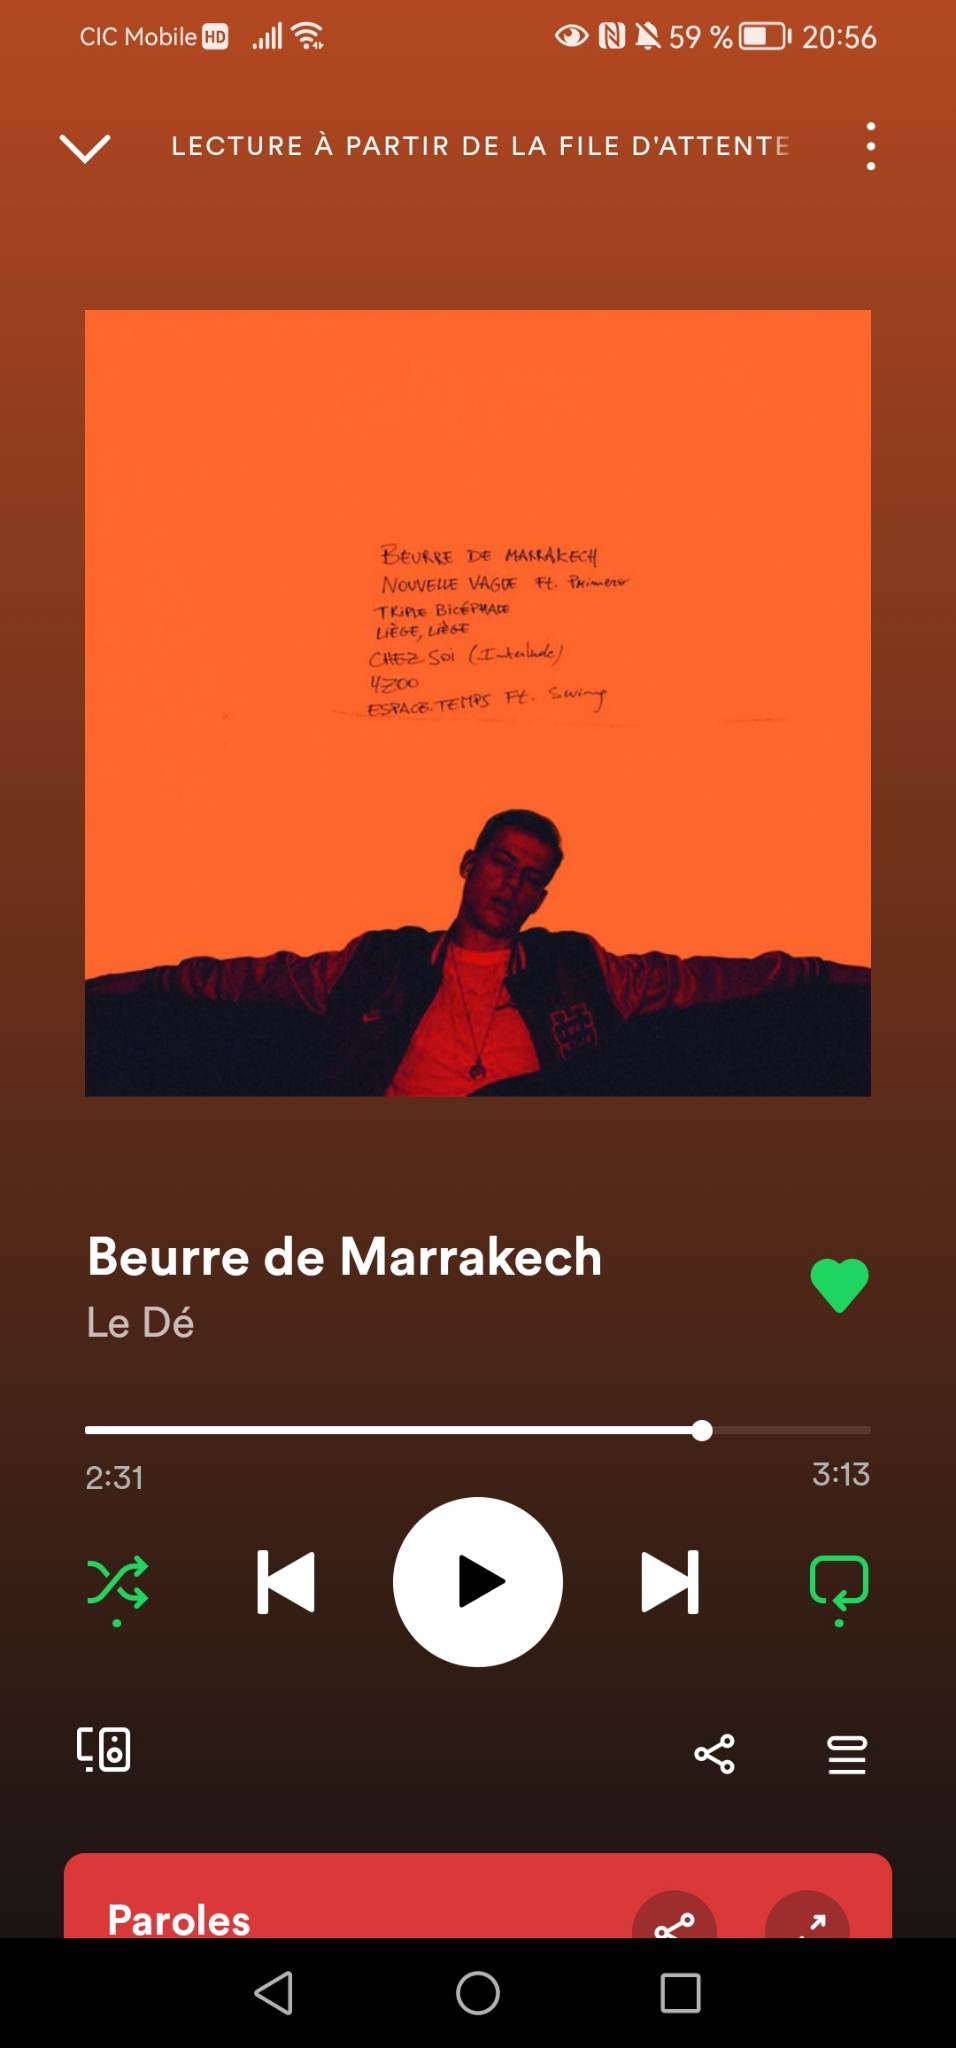 CIC Mobile HD 59 % 20:56
LECTURE À PARTIR DE LA FILE D'ATTENTE
BEURRE DE MARRAKECH
NOUVELLE VAGUE Ft. Primero
TRIPLE BICÉPHALE
LIÈGE, LIÈGE
CHEZ Soi (Interlude)
4ZOO
ESPACE-TEMPS Ft. Swing
Beurre de Marrakech
Le Dé
2:31 3:13
Paroles